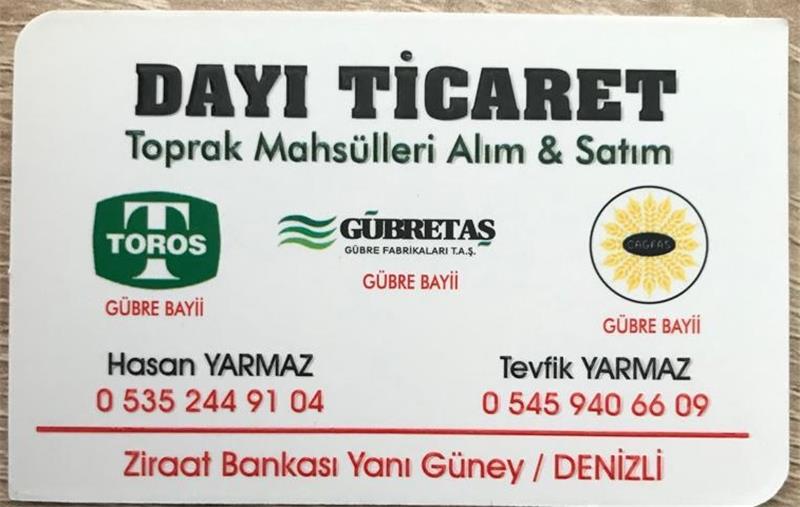 DAYI TİCARET
Toprak Mahsülleri Alım & Satım
T
TOROS
GÜBRE BAYİİ
GÜBRETAŞ
GÜBRE FABRİKALARI T.A.Ş.
GÜBRE BAYİİ
GÜBRE BAYİİ
Hasan YARMAZ
0 535 244 91 04
Tevfik YARMAZ
0 545 940 66 09
Ziraat Bankası Yanı Güney / DENİZLİ